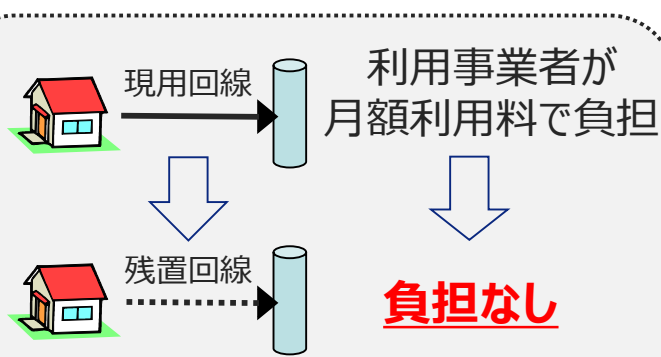 現用回線
利用事業者が
月額利用料で負担
残置回線
負担なし